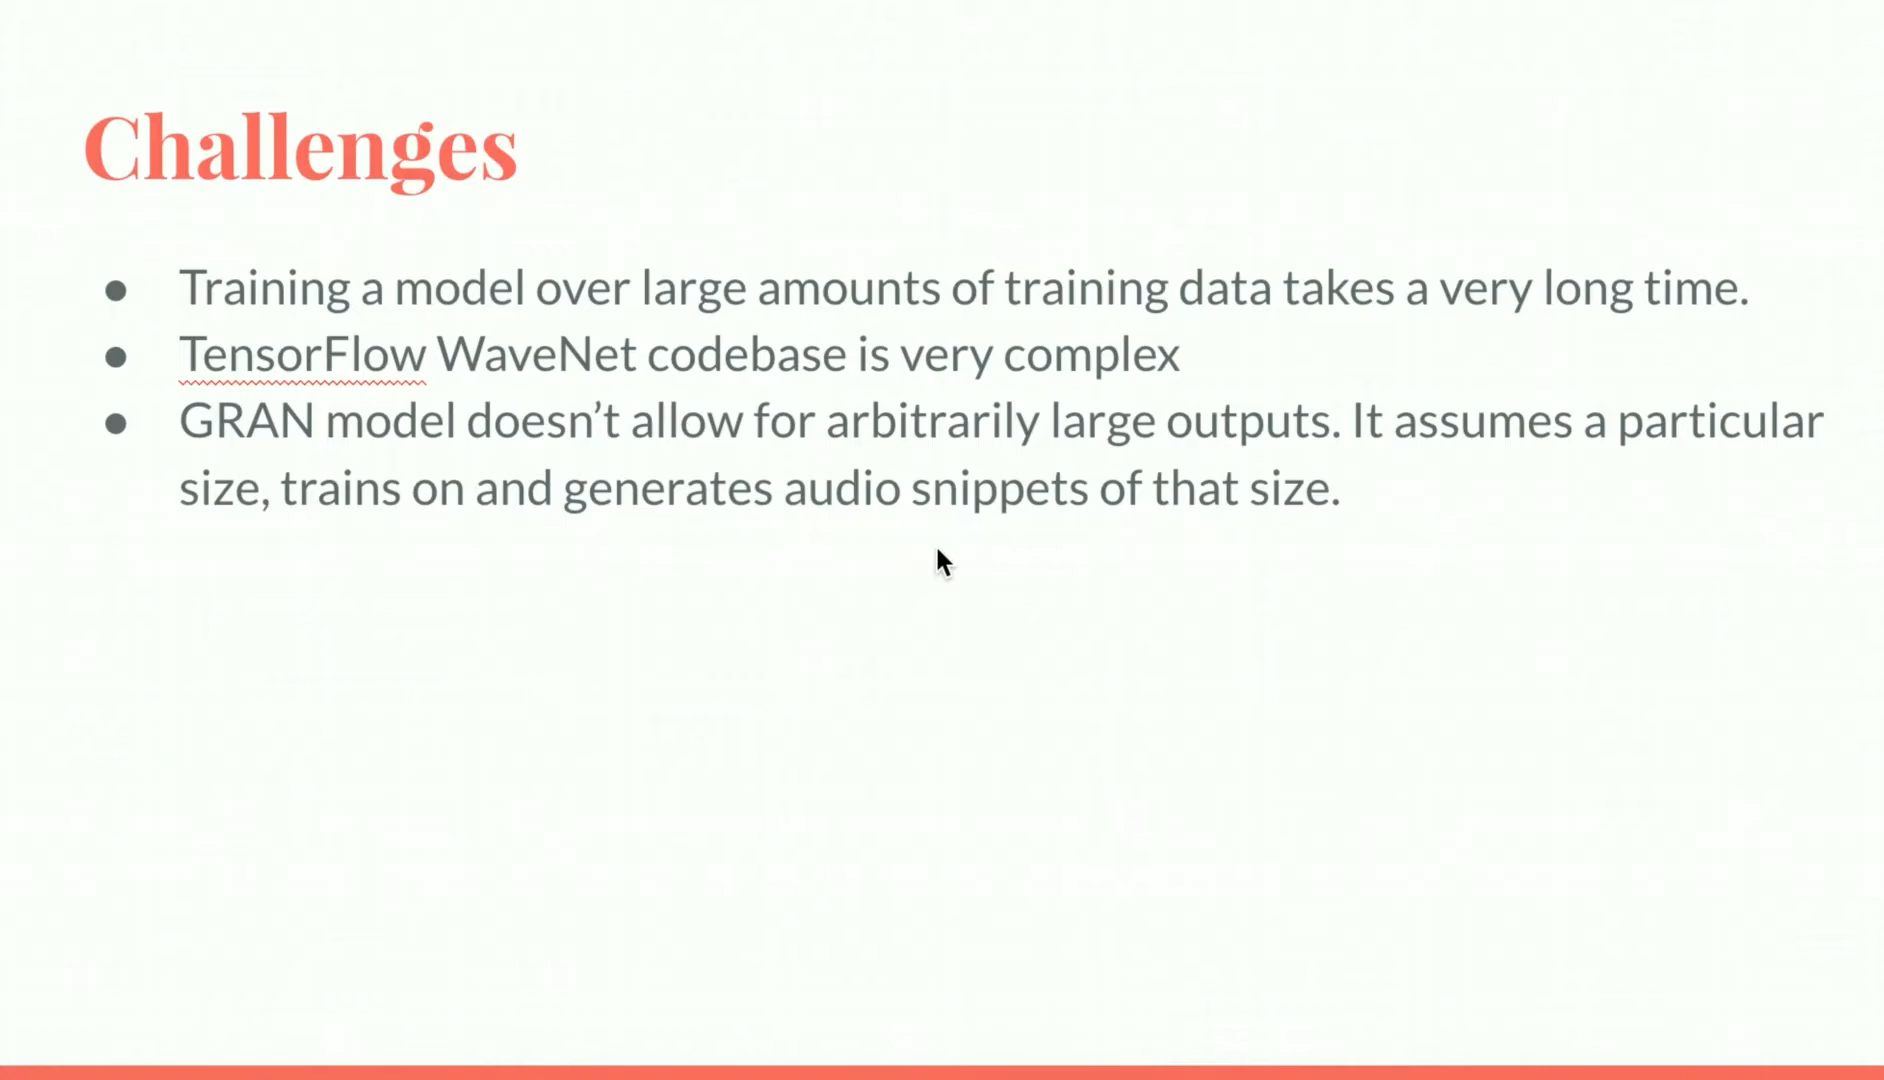 Challenges
● Training a model over large amounts of training data takes a very long time.
● TensorFlow WaveNet codebase is very complex
● GRAN model doesn’t allow for arbitrarily large outputs. It assumes a particular
size, trains on and generates audio snippets of that size.